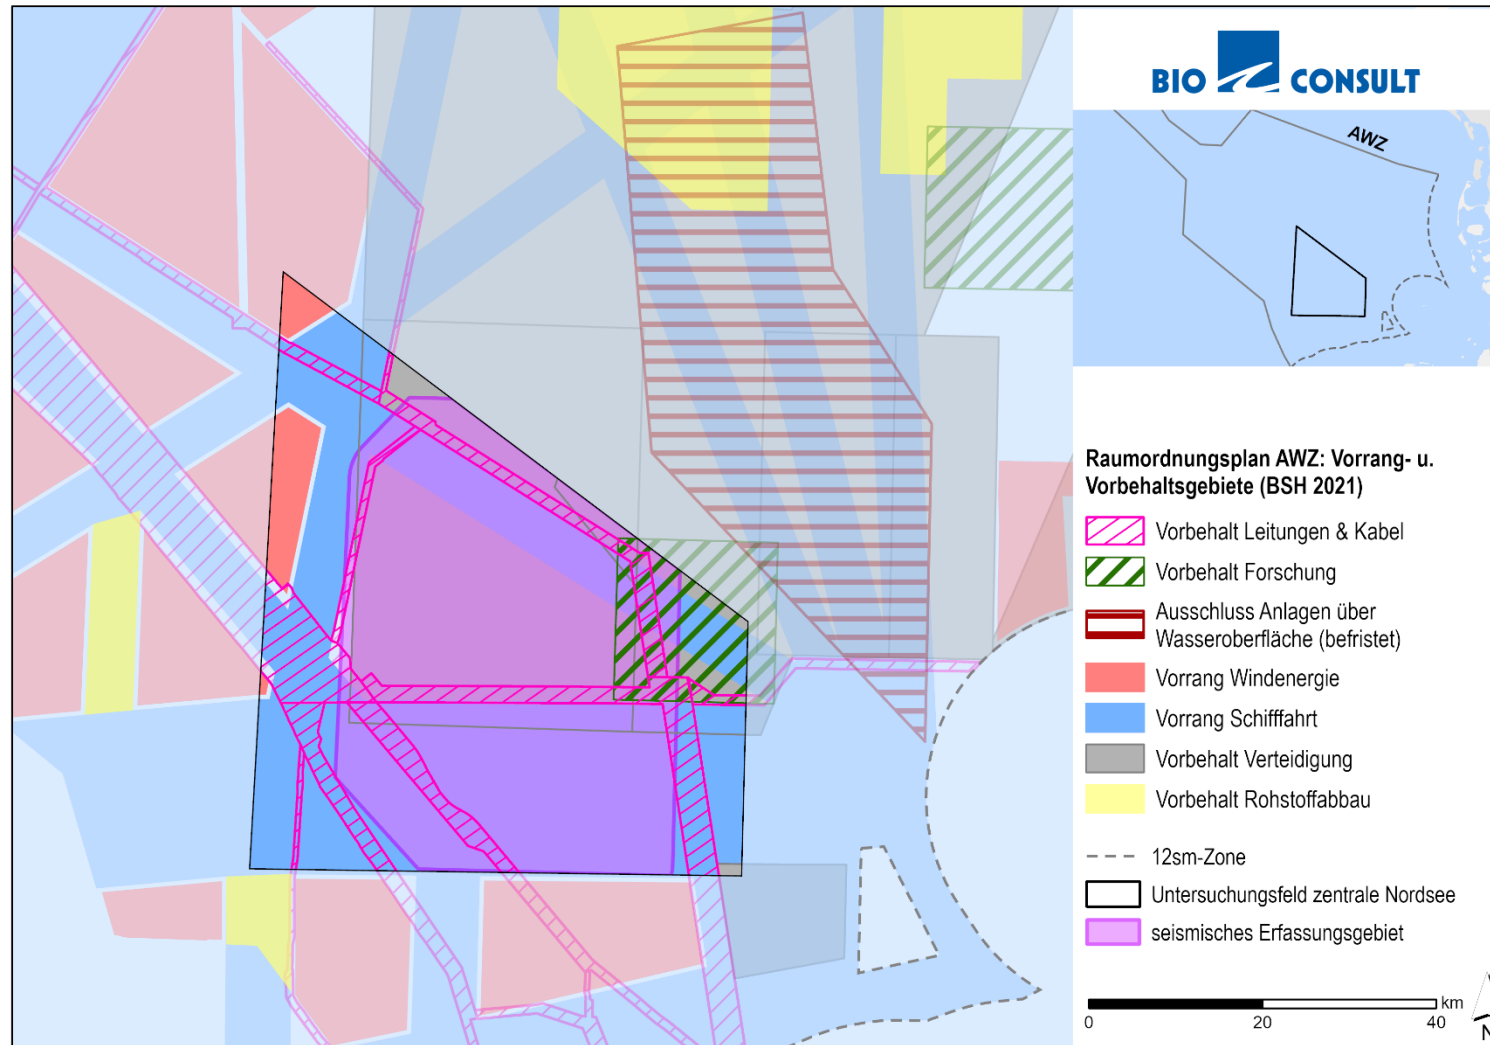 BIO CONSULT
AWZ
Raumordnungsplan AWZ: Vorrang- u.
Vorbehaltsgebiete (BSH 2021)
Vorbehalt Leitungen & Kabel
Vorbehalt Forschung
Ausschluss Anlagen über
Wasseroberfläche (befristet)
Vorrang Windenergie
Vorrang Schifffahrt
Vorbehalt Verteidigung
Vorbehalt Rohstoffabbau
12sm-Zone
Untersuchungsfeld zentrale Nordsee
seismisches Erfassungsgebiet
km
0 20 40
N